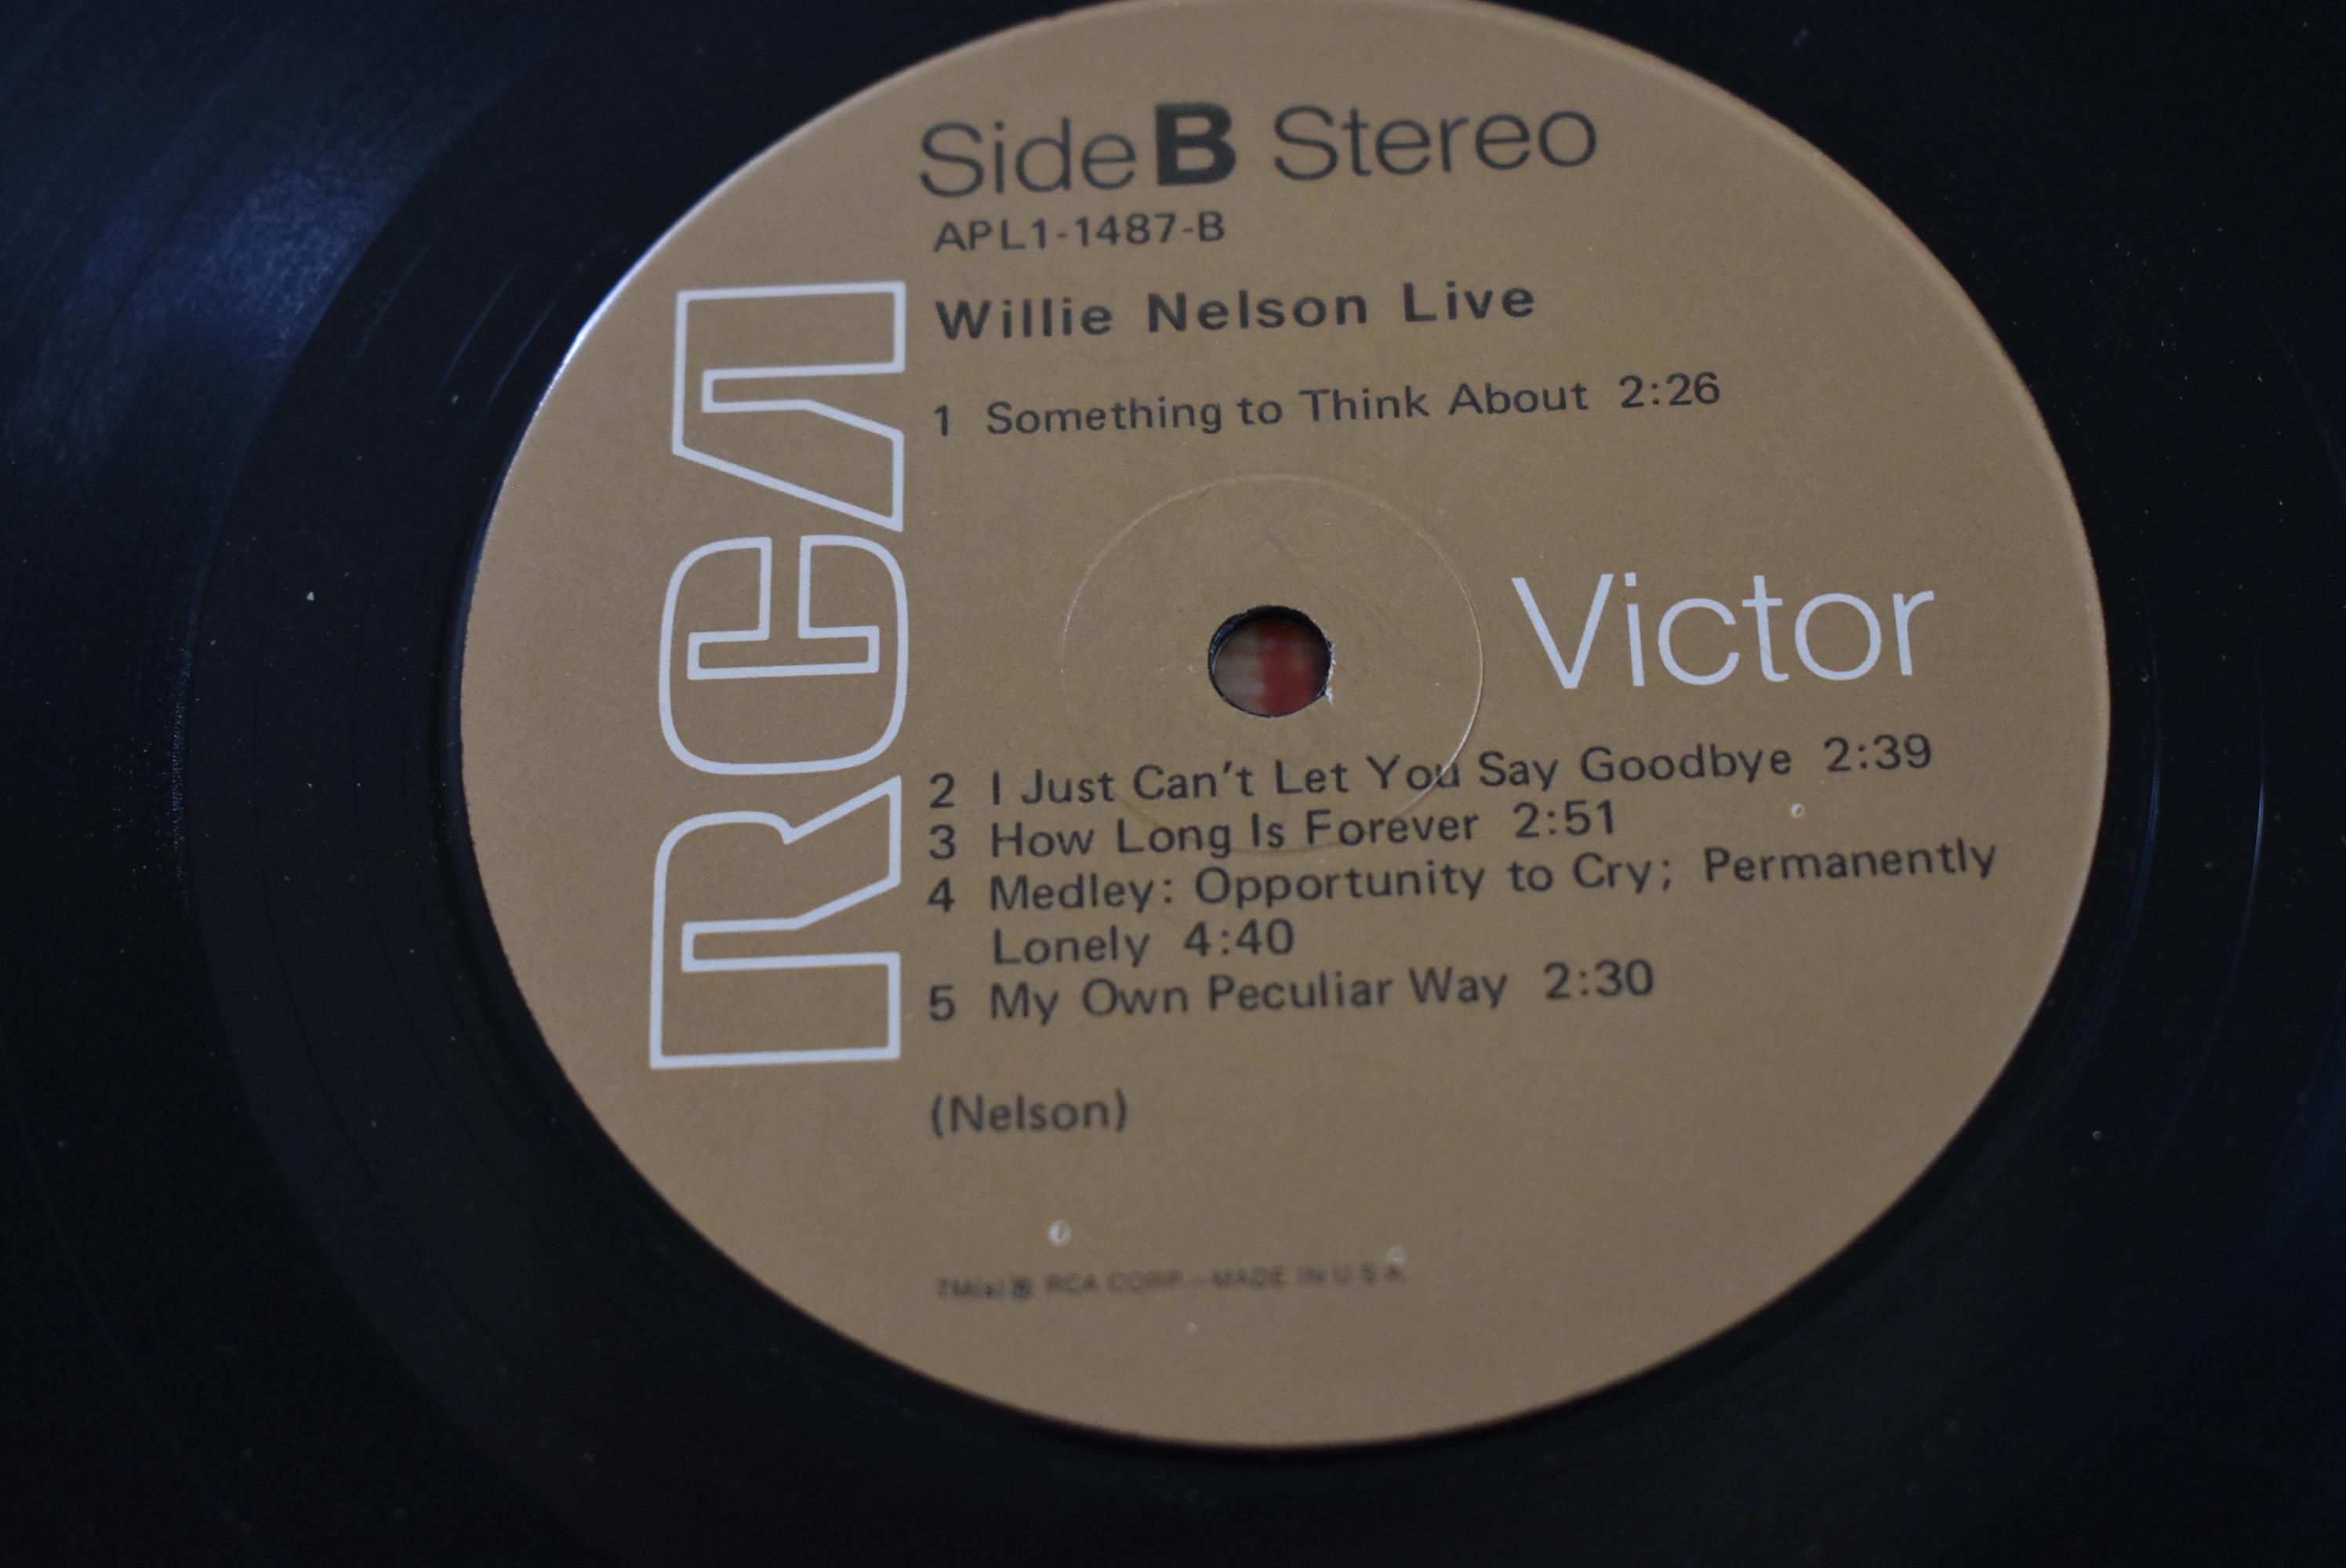 Side B Stereo
APL1-1487-B
Willie Nelson Live
1 Something to Think About 2:26
RCA
Victor
2 I Just Can't Let You Say Goodbye 2:39
3 How Long Is Forever 2:51
4 Medley: Opportunity to Cry; Permanently
Lonely 4:40
5 My Own Peculiar Way 2:30
(Nelson)
TM(s) ® RCA CORP.—MADE IN U.S.A.